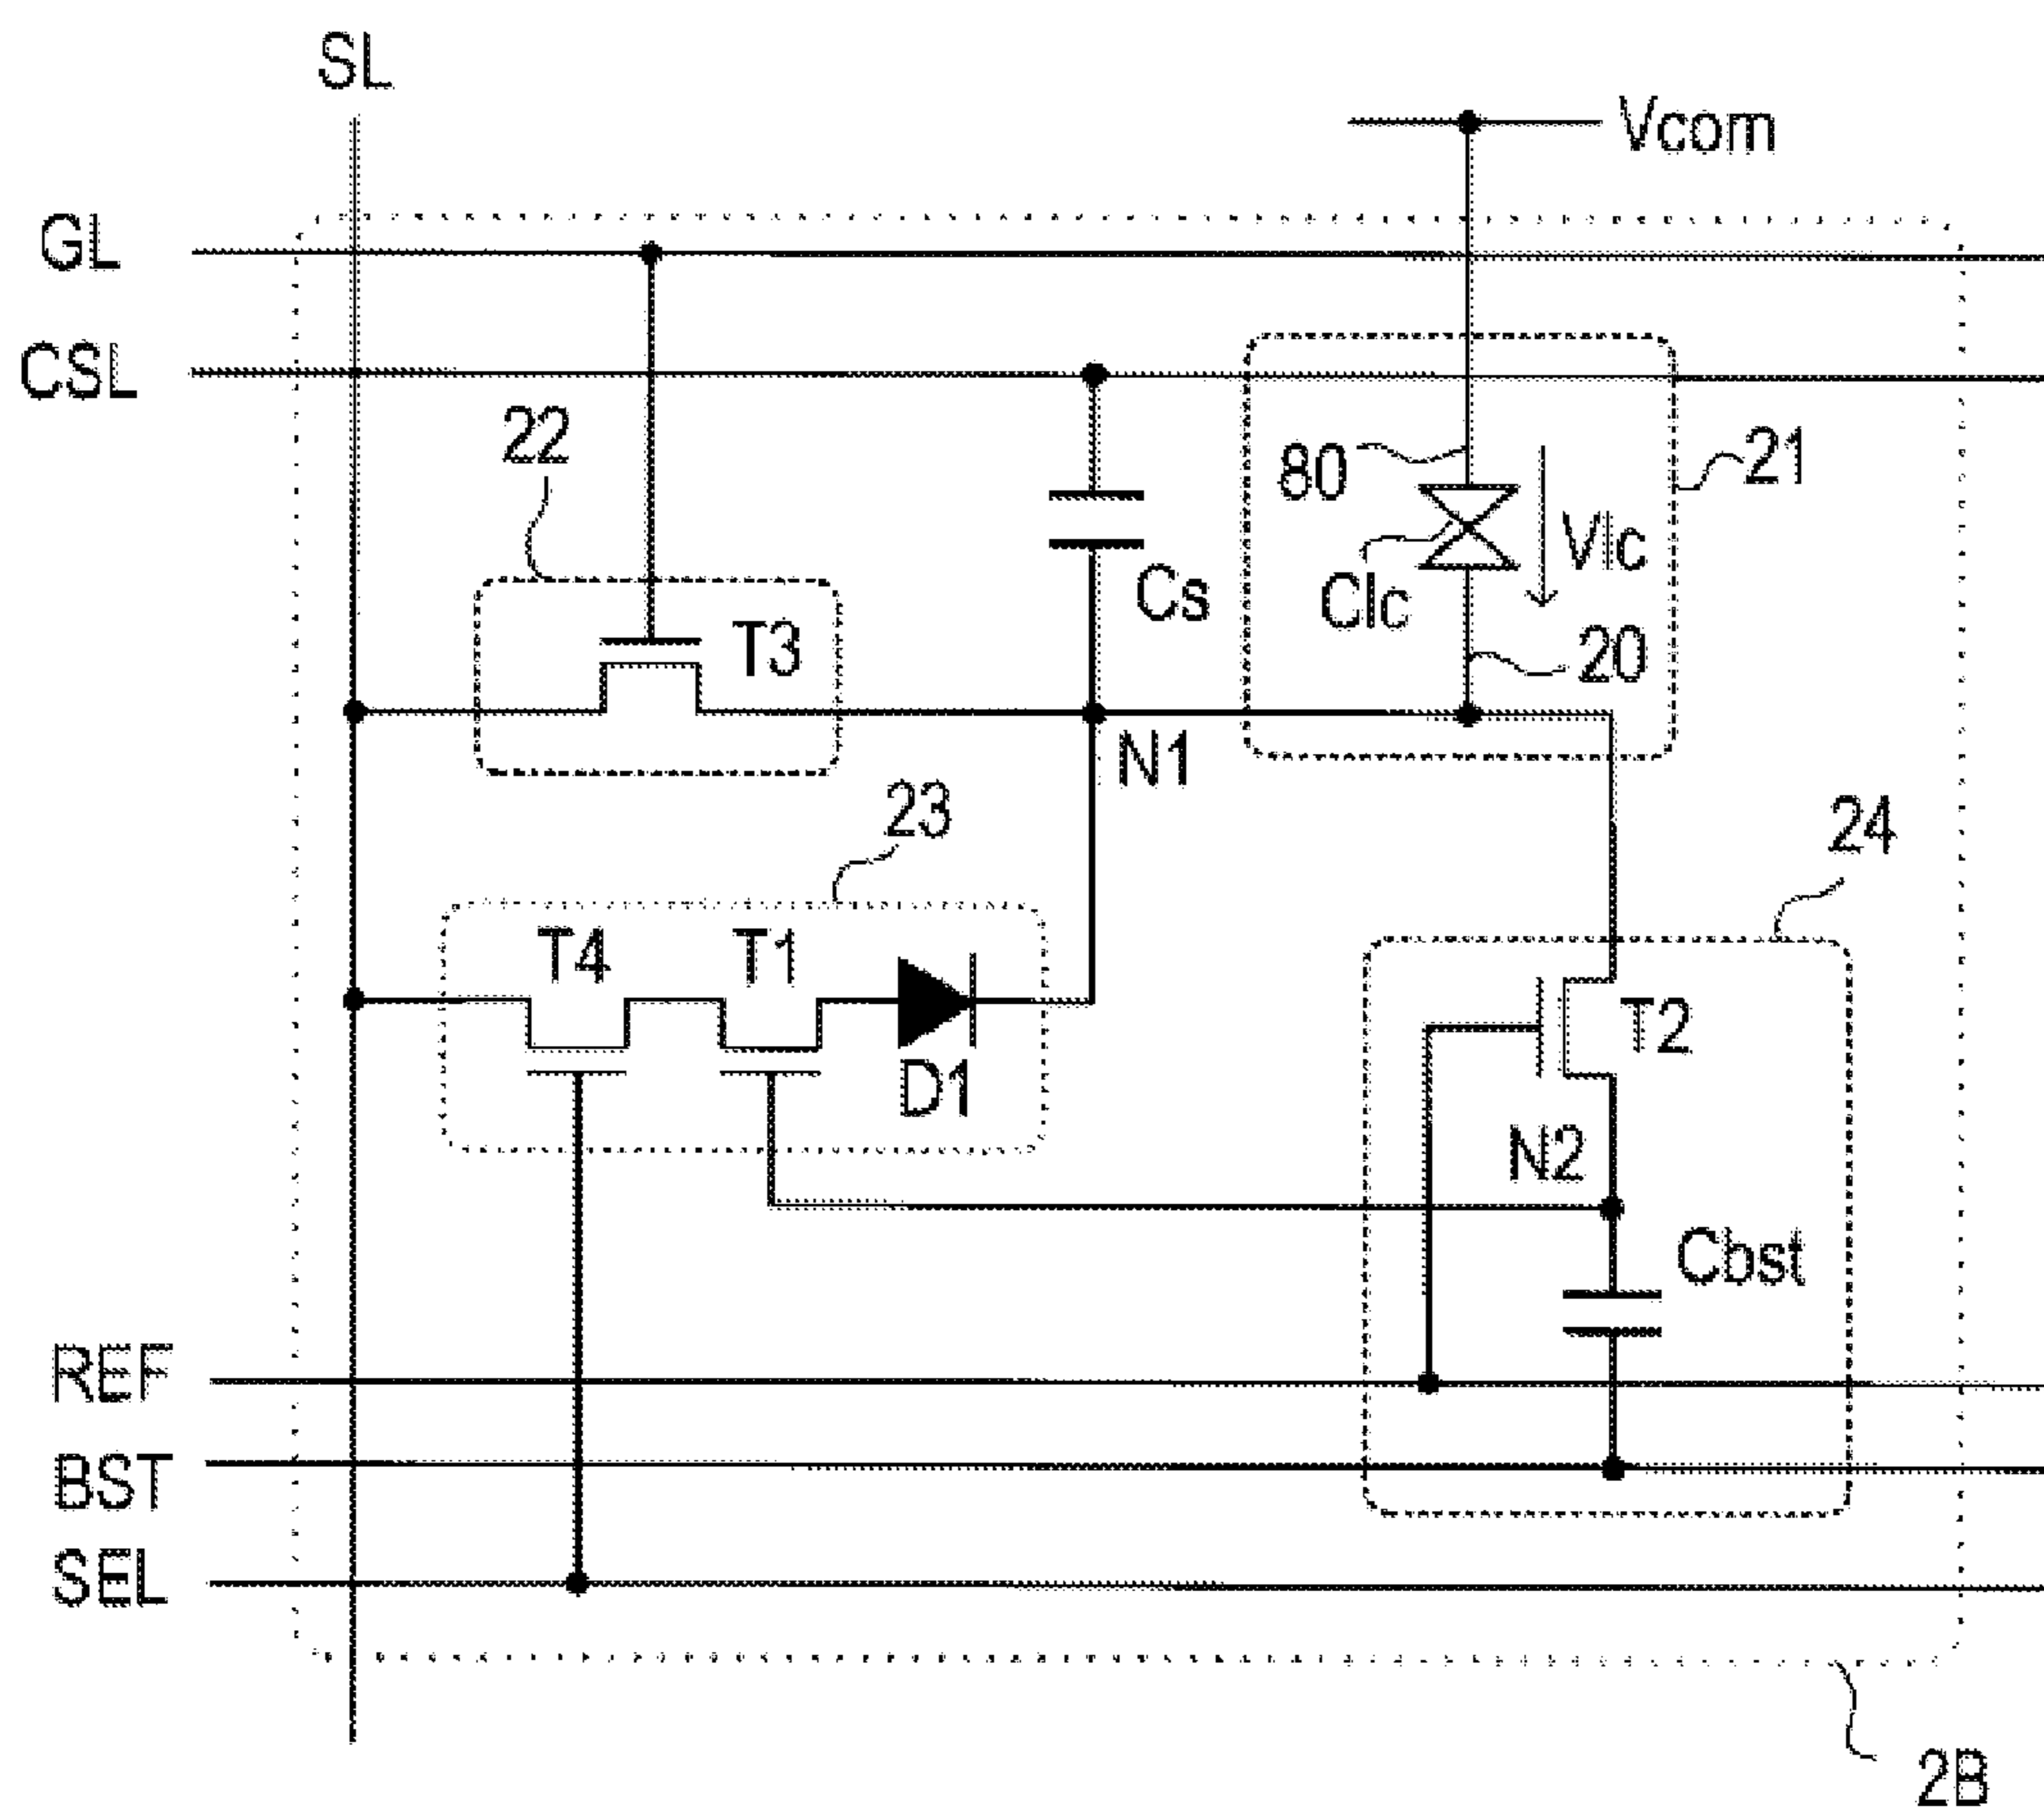 SL
Vcom
GL
CSL
22
80
21
Vlc
Clc
Cs
20
T3
N1
23
24
T4
T1
T2
D1
N2
Cbst
REF
BST
SEL
2B